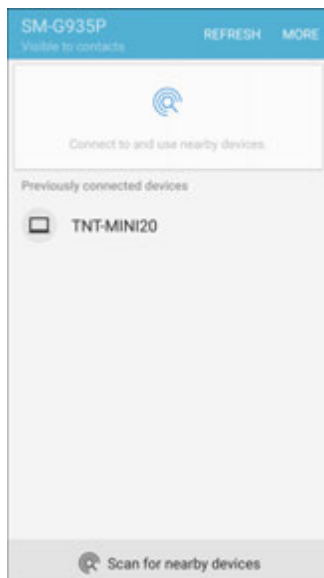 SM-G935P
Visible to contacts
REFRESH
MORE
Connect to and use nearby devices.
Previously connected devices
TNT-MINI20
Scan for nearby devices